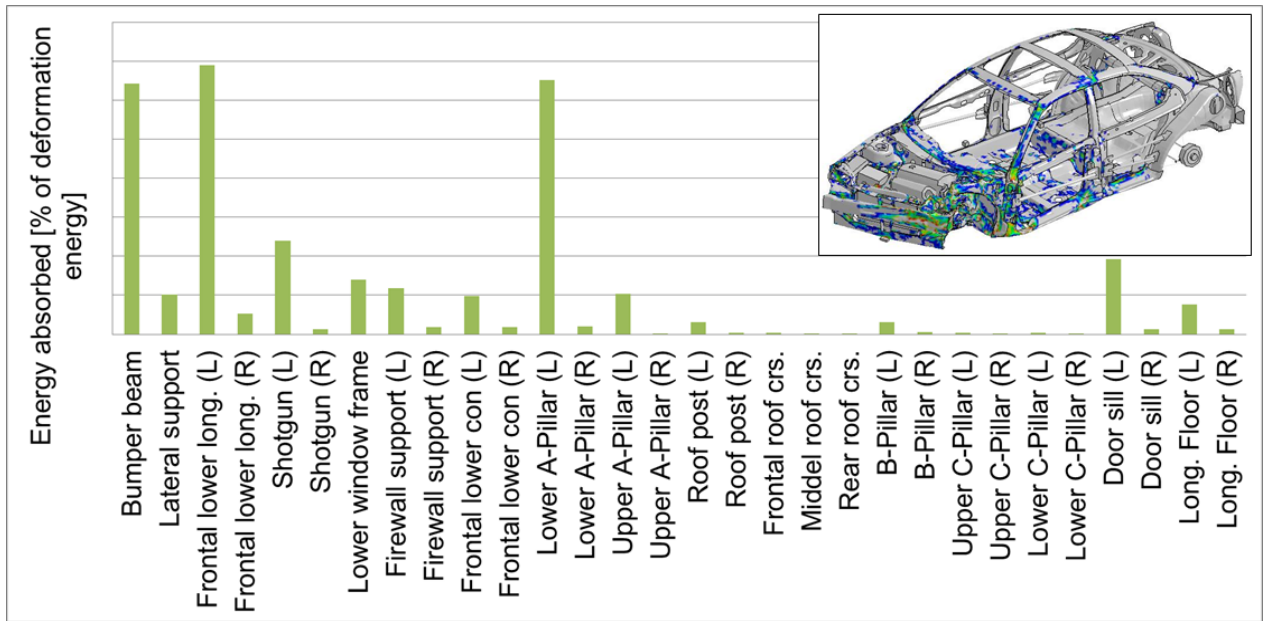 Energy absorbed [% of deformation
energy]
Bumper beam
Lateral support
Frontal lower long. (L)
Frontal lower long. (R)
Shotgun (L)
Shotgun (R)
Lower window frame
Firewall support (L)
Firewall support (R)
Frontal lower con (L)
Frontal lower con (R)
Lower A-Pillar (L)
Lower A-Pillar (R)
Upper A-Pillar (L)
Upper A-Pillar (R)
Roof post (L)
Roof post (R)
Frontal roof crs.
Middel roof crs.
Rear roof crs.
B-Pillar (L)
B-Pillar (R)
Upper C-Pillar (L)
Upper C-Pillar (R)
Lower C-Pillar (L)
Lower C-Pillar (R)
Door sill (L)
Door sill (R)
Long. Floor (L)
Long. Floor (R)